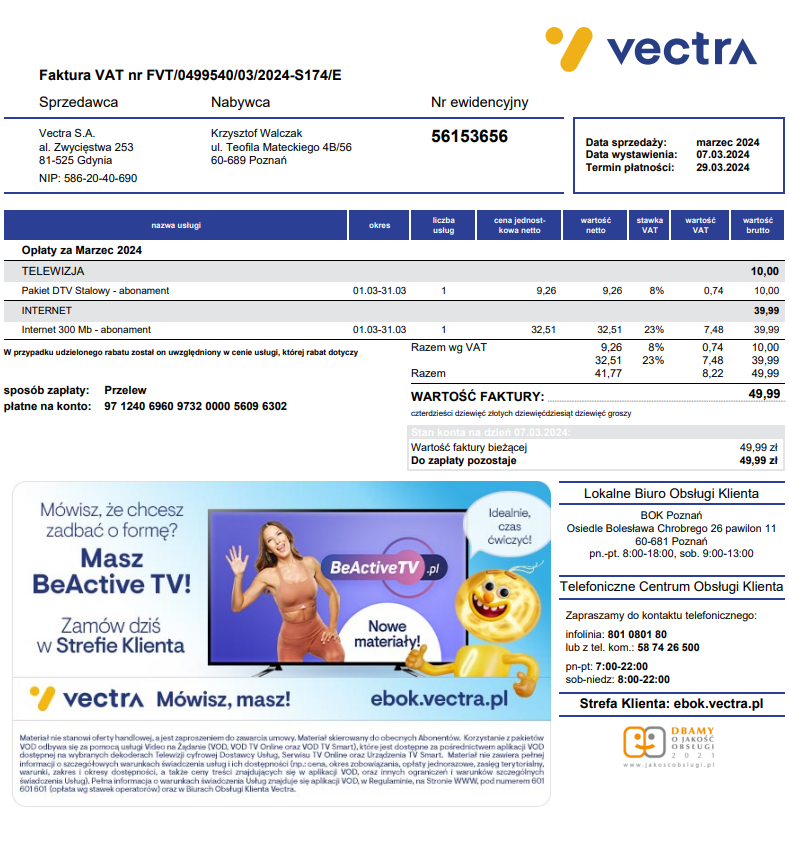 vectra
Faktura VAT nr FVT/0499540/03/2024-S174/E
Sprzedawca Nabywca Nr ewidencyjny
Vectra S.A.
al. Zwycięstwa 253
81-525 Gdynia
NIP: 586-20-40-690
Krzysztof Walczak
ul. Teofila Mateckiego 4B/56
60-689 Poznań
56153656
Data sprzedaży: marzec 2024
Data wystawienia: 07.03.2024
Termin płatności: 29.03.2024
nazwa usługi okres liczba usług cena jednost-kowa netto wartość netto stawka VAT wartość VAT wartość brutto
Opłaty za Marzec 2024
TELEWIZJA 10,00
Pakiet DTV Stalowy - abonament 01.03-31.03 1 9,26 9,26 8% 0,74 10,00
INTERNET 39,99
Internet 300 Mb - abonament 01.03-31.03 1 32,51 32,51 23% 7,48 39,99
W przypadku udzielonego rabatu został on uwzględniony w cenie usługi, której rabat dotyczy
Razem wg VAT 9,26 8% 0,74 10,00
32,51 23% 7,48 39,99
Razem 41,77 8,22 49,99
sposób zapłaty: Przelew
płatne na konto: 97 1240 6960 9732 0000 5609 6302
WARTOŚĆ FAKTURY: 49,99
czterdzieści dziewięć złotych dziewięćdziesiąt dziewięć groszy
Stan konta na dzień 07.03.2024:
Wartość faktury bieżącej 49,99 zł
Do zapłaty pozostaje 49,99 zł
Mówisz, że chcesz
zadbać o formę?
Masz
BeActive TV!
Zamów dziś
w Strefie Klienta
BeActiveTV.pl
Nowe
materiały!
Idealnie,
czas
ćwiczyć!
vectra Mówisz, masz! ebok.vectra.pl
Materiał nie stanowi oferty handlowej, a jest zaproszeniem do zawarcia umowy. Materiał skierowany do obecnych Abonentów. Korzystanie z pakietów
VOD odbywa się za pomocą usługi Video na Żądanie (VOD, VOD TV Online oraz VOD TV Smart), które jest dostępne za pośrednictwem aplikacji VOD
dostępnej na wybranych dekoderach Telewizji cyfrowej Dostawcy Usług, Serwisu TV Online oraz Urządzenia TV Smart. Materiał nie zawiera pełnej
informacji o szczegółowych warunkach świadczenia usług i ich dostępności (np.: cena, okres zobowiązania, opłaty jednorazowe, zasięg terytorialny,
warunki, zakres i okresy dostępności, a także ceny treści znajdujących się w aplikacji VOD, oraz innych ograniczeń i warunków szczególnych
świadczenia Usług). Pełna informacja o warunkach świadczenia Usług znajduje się aplikacji VOD, w Regulaminie, na Stronie WWW, pod numerem 601
601 601 (opłata wg stawek operatorów) oraz w Biurach Obsługi Klienta Vectra.
Lokalne Biuro Obsługi Klienta
BOK Poznań
Osiedle Bolesława Chrobrego 26 pawilon 11
60-681 Poznań
pn.-pt. 8:00-18:00, sob. 9:00-13:00
Telefoniczne Centrum Obsługi Klienta
Zapraszamy do kontaktu telefonicznego:
infolinia: 801 0801 80
lub z tel. kom.: 58 74 26 500
pn-pt: 7:00-22:00
sob-niedz: 8:00-22:00
Strefa Klienta: ebok.vectra.pl
DBAMY
O JAKOŚĆ
OBSŁUGI
2021
www.jakoscobslugi.pl